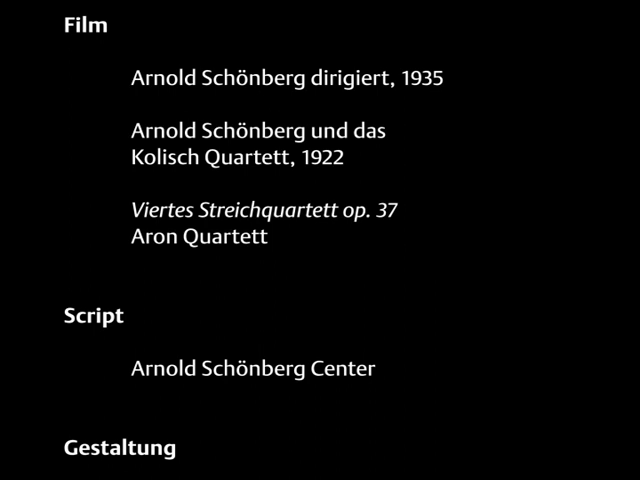 Film
Arnold Schönberg dirigiert, 1935
Arnold Schönberg und das
Kolisch Quartett, 1922
Viertes Streichquartett op. 37
Aron Quartett
Script
Arnold Schönberg Center
Gestaltung